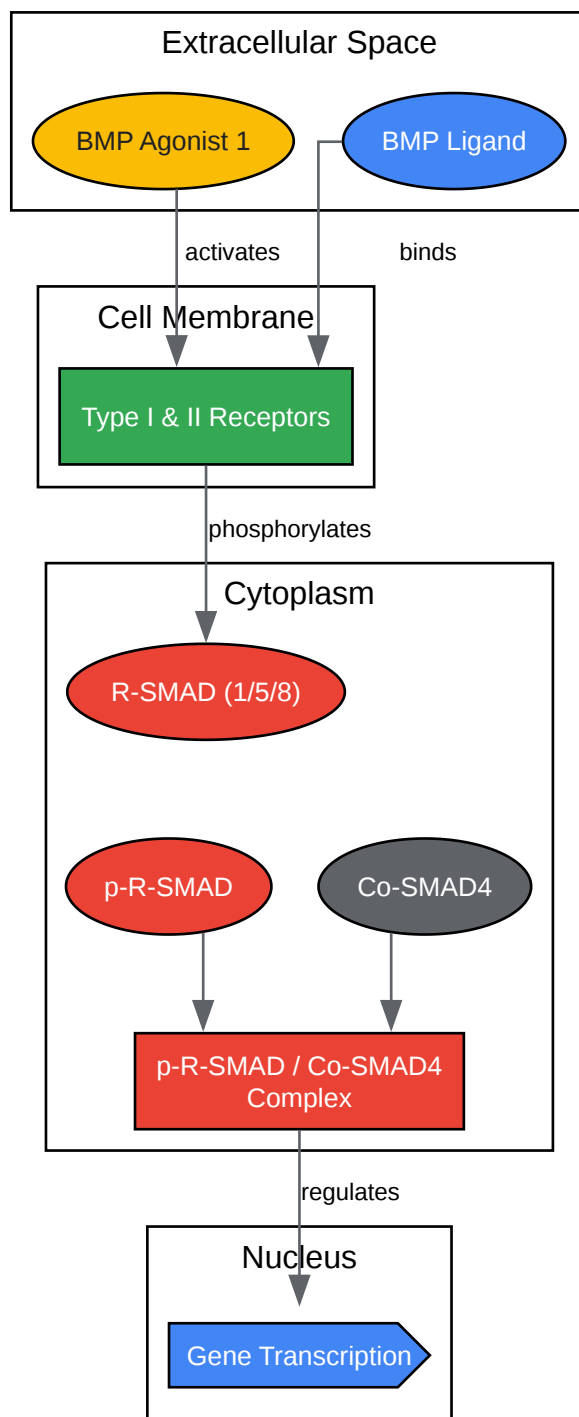 Extracellular Space
BMP Agonist 1
BMP Ligand
activates
binds
Cell Membrane
Type I & II Receptors
phosphorylates
Cytoplasm
R-SMAD (1/5/8)
p-R-SMAD
Co-SMAD4
p-R-SMAD / Co-SMAD4
Complex
regulates
Nucleus
Gene Transcription